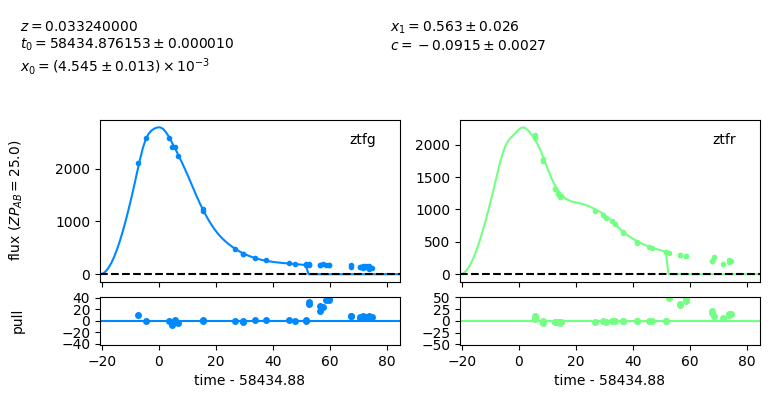 z = 0.033240000
t₀ = 58434.876153 ± 0.000010
x₀ = (4.545 ± 0.013) × 10⁻³
x₁ = 0.563 ± 0.026
c = −0.0915 ± 0.0027
flux (ZP_AB = 25.0)
ztfg
2000
1000
0
ztfr
2000
1500
1000
500
0
pull
40
20
0
−20
−40
−20 0 20 40 60 80
time - 58434.88
50
25
0
−25
−50
−20 0 20 40 60 80
time - 58434.88